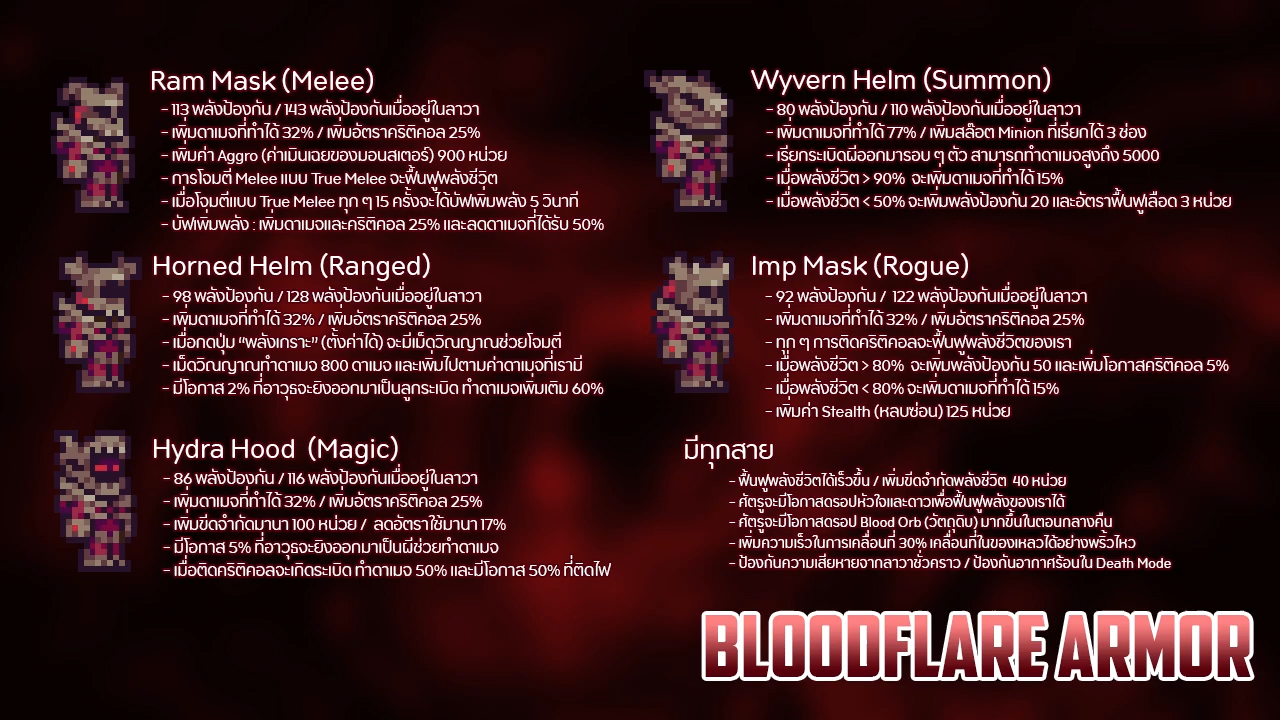 Ram Mask (Melee)
- 113 พลังป้องกัน / 143 พลังป้องกันเมื่ออยู่ในลาวา
- เพิ่มดาเมจที่ทำได้ 32% / เพิ่มอัตราคริติคอล 25%
- เพิ่มค่า Aggro (ค่าเมินเฉยของมอนสเตอร์) 900 หน่วย
- การโจมตี Melee แบบ True Melee จะฟื้นฟูพลังชีวิต
- เมื่อโจมตีแบบ True Melee ทุก ๆ 15 ครั้งจะได้บัฟเพิ่มพลัง 5 วินาที
- บัฟเพิ่มพลัง : เพิ่มดาเมจและคริติคอล 25% และลดดาเมจที่ได้รับ 50%
Horned Helm (Ranged)
- 98 พลังป้องกัน / 128 พลังป้องกันเมื่ออยู่ในลาวา
- เพิ่มดาเมจที่ทำได้ 32% / เพิ่มอัตราคริติคอล 25%
- เมื่อกดปุ่ม “พลังเกราะ” (ตั้งค่าได้) จะมีเม็ดวิณญาณช่วยโจมตี
- เม็ดวิณญาณทำดาเมจ 800 ดาเมจ และเพิ่มไปตามค่าดาเมจที่เรามี
- มีโอกาส 2% ที่อาวุธจะยิงออกมาเป็นลูกระเบิด ทำดาเมจเพิ่มเติม 60%
Hydra Hood (Magic)
- 86 พลังป้องกัน / 116 พลังป้องกันเมื่ออยู่ในลาวา
- เพิ่มดาเมจที่ทำได้ 32% / เพิ่มอัตราคริติคอล 25%
- เพิ่มขีดจำกัดมานา 100 หน่วย / ลดอัตราใช้มานา 17%
- มีโอกาส 5% ที่อาวุธจะยิงออกมาเป็นผีช่วยทำดาเมจ
- เมื่อติดคริติคอลจะเกิดระเบิด ทำดาเมจ 50% และมีโอกาส 50% ที่ติดไฟ
Wyvern Helm (Summon)
- 80 พลังป้องกัน / 110 พลังป้องกันเมื่ออยู่ในลาวา
- เพิ่มดาเมจที่ทำได้ 77% / เพิ่มสล๊อต Minion ที่เรียกได้ 3 ช่อง
- เรียกระเบิดผีออกมารอบ ๆ ตัว สามารถทำดาเมจสูงถึง 5000
- เมื่อพลังชีวิต > 90% จะเพิ่มดาเมจที่ทำได้ 15%
- เมื่อพลังชีวิต < 50% จะเพิ่มพลังป้องกัน 20 และอัตราฟื้นฟูเลือด 3 หน่วย
Imp Mask (Rogue)
- 92 พลังป้องกัน / 122 พลังป้องกันเมื่ออยู่ในลาวา
- เพิ่มดาเมจที่ทำได้ 32% / เพิ่มอัตราคริติคอล 25%
- ทุก ๆ การติดคริติคอลจะฟื้นฟูพลังชีวิตของเรา
- เมื่อพลังชีวิต > 80% จะเพิ่มพลังป้องกัน 50 และเพิ่มโอกาสคริติคอล 5%
- เมื่อพลังชีวิต < 80% จะเพิ่มดาเมจที่ทำได้ 15%
- เพิ่มค่า Stealth (หลบซ่อน) 125 หน่วย
มีทุกสาย
- ฟื้นฟูพลังชีวิตได้เร็วขึ้น / เพิ่มขีดจำกัดพลังชีวิต 40 หน่วย
- ศัตรูจะมีโอกาสดรอปหัวใจและดาวเพื่อฟื้นฟูพลังของเราได้
- ศัตรูจะมีโอกาสดรอป Blood Orb (วัตถุดิบ) มากขึ้นในตอนกลางคืน
- เพิ่มความเร็วในการเคลื่อนที่ 30% เคลื่อนที่ในของเหลวได้อย่างพริ้วไหว
- ป้องกันความเสียหายจากลาวาชั่วคราว / ป้องกันอากาศร้อนใน Death Mode
BLOODFLARE ARMOR